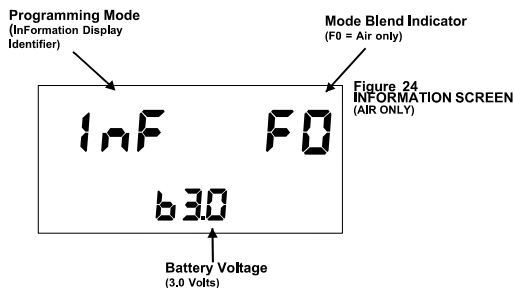 Programming Mode
(InFormation Display
Identifier)
Mode Blend Indicator
(F0 = Air only)
Figure 24
INFORMATION SCREEN
(AIR ONLY)
InF F0
b3.0
Battery Voltage
(3.0 Volts)